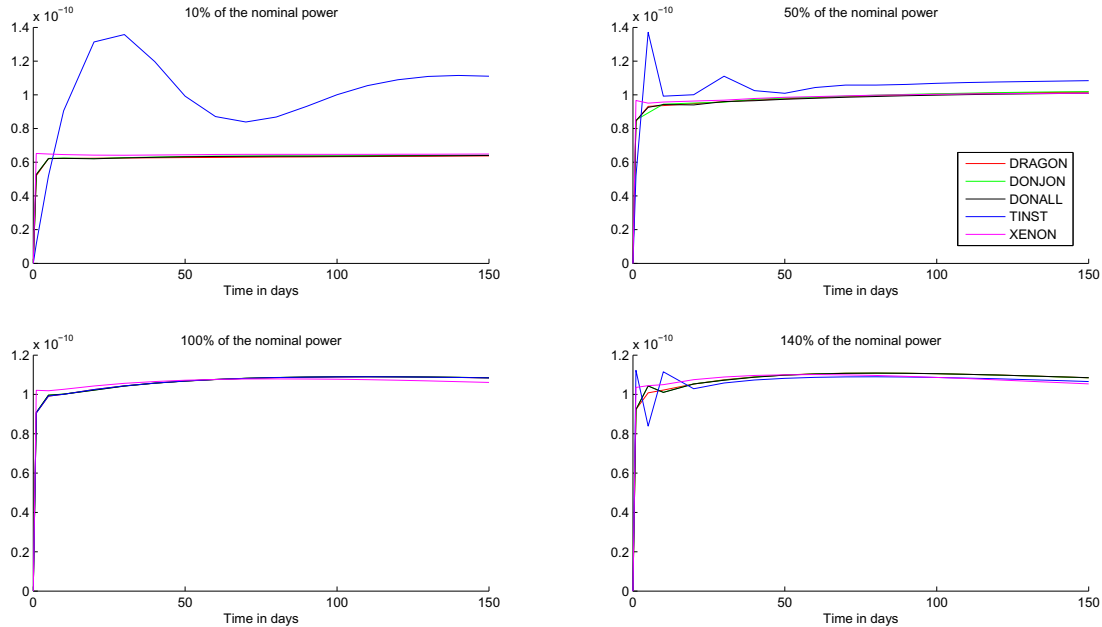 10% of the nominal power
x 10^-10
1.4
1.2
1
0.8
0.6
0.4
0.2
0
0 50 100 150
Time in days
50% of the nominal power
x 10^-10
1.4
1.2
1
0.8
0.6
0.4
0.2
0
DRAGON
DONJON
DONALL
TINST
XENON
0 50 100 150
Time in days
100% of the nominal power
x 10^-10
1.2
1
0.8
0.6
0.4
0.2
0
0 50 100 150
Time in days
140% of the nominal power
x 10^-10
1.2
1
0.8
0.6
0.4
0.2
0
0 50 100 150
Time in days